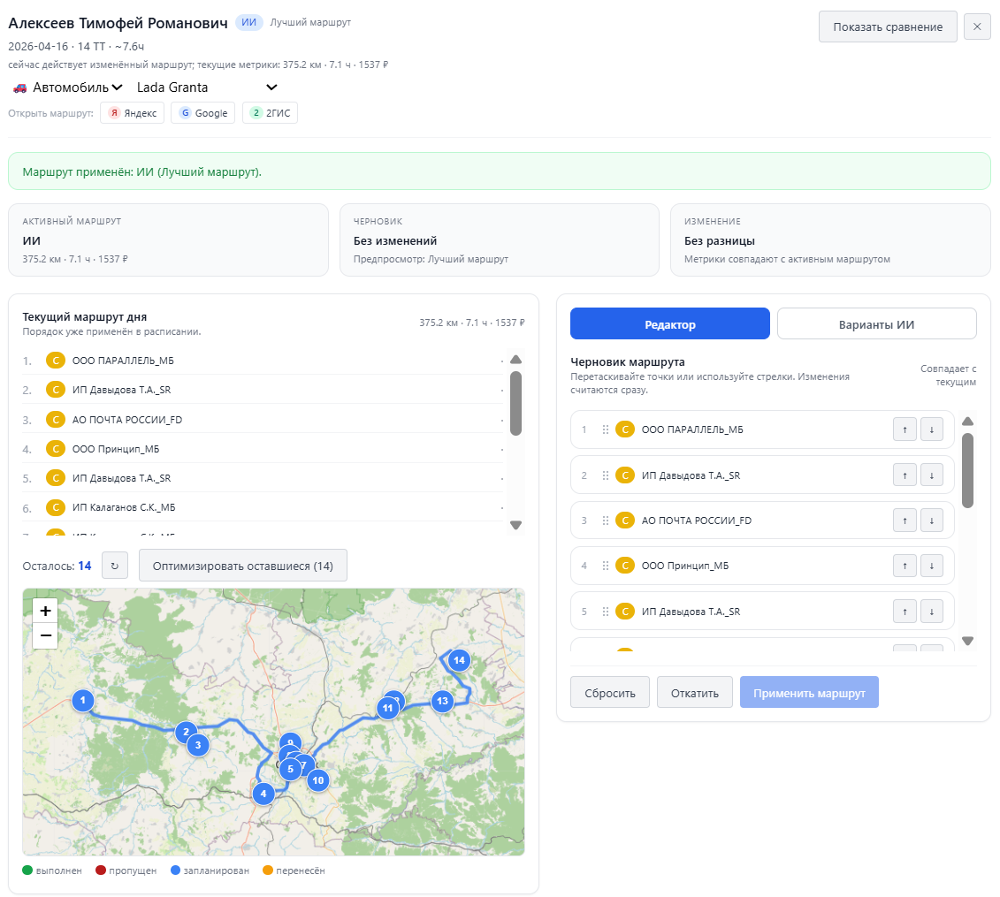 Алексеев Тимофей Романович ИИ Лучший маршрут
Показать сравнение ×
2026-04-16 · 14 ТТ · ~7.6ч
сейчас действует изменённый маршрут; текущие метрики: 375.2 км · 7.1 ч · 1537 ₽
Автомобиль Lada Granta
Открыть маршрут: Я Яндекс G Google 2 2ГИС
Маршрут применён: ИИ (Лучший маршрут).
АКТИВНЫЙ МАРШРУТ
ИИ
375.2 км · 7.1 ч · 1537 ₽
ЧЕРНОВИК
Без изменений
Предпросмотр: Лучший маршрут
ИЗМЕНЕНИЕ
Без разницы
Метрики совпадают с активным маршрутом
Текущий маршрут дня
Порядок уже применён в расписании.
375.2 км · 7.1 ч · 1537 ₽
1. C ООО ПАРАЛЛЕЛЬ_МБ ·
2. C ИП Давыдова Т.А._SR ·
3. C АО ПОЧТА РОССИИ_FD ·
4. C ООО Принцип_МБ ·
5. C ИП Давыдова Т.А._SR ·
6. C ИП Калаганов С.К._МБ ·
Осталось: 14 ↻ Оптимизировать оставшиеся (14)
+
−
1
2
3
4
5
7
9
10
11
13
14
выполнен пропущен запланирован перенесён
Редактор Варианты ИИ
Черновик маршрута
Перетаскивайте точки или используйте стрелки. Изменения
считаются сразу.
Совпадает с
текущим
1 C ООО ПАРАЛЛЕЛЬ_МБ ↑ ↓
2 C ИП Давыдова Т.А._SR ↑ ↓
3 C АО ПОЧТА РОССИИ_FD ↑ ↓
4 C ООО Принцип_МБ ↑ ↓
5 C ИП Давыдова Т.А._SR ↑ ↓
Сбросить Откатить Применить маршрут